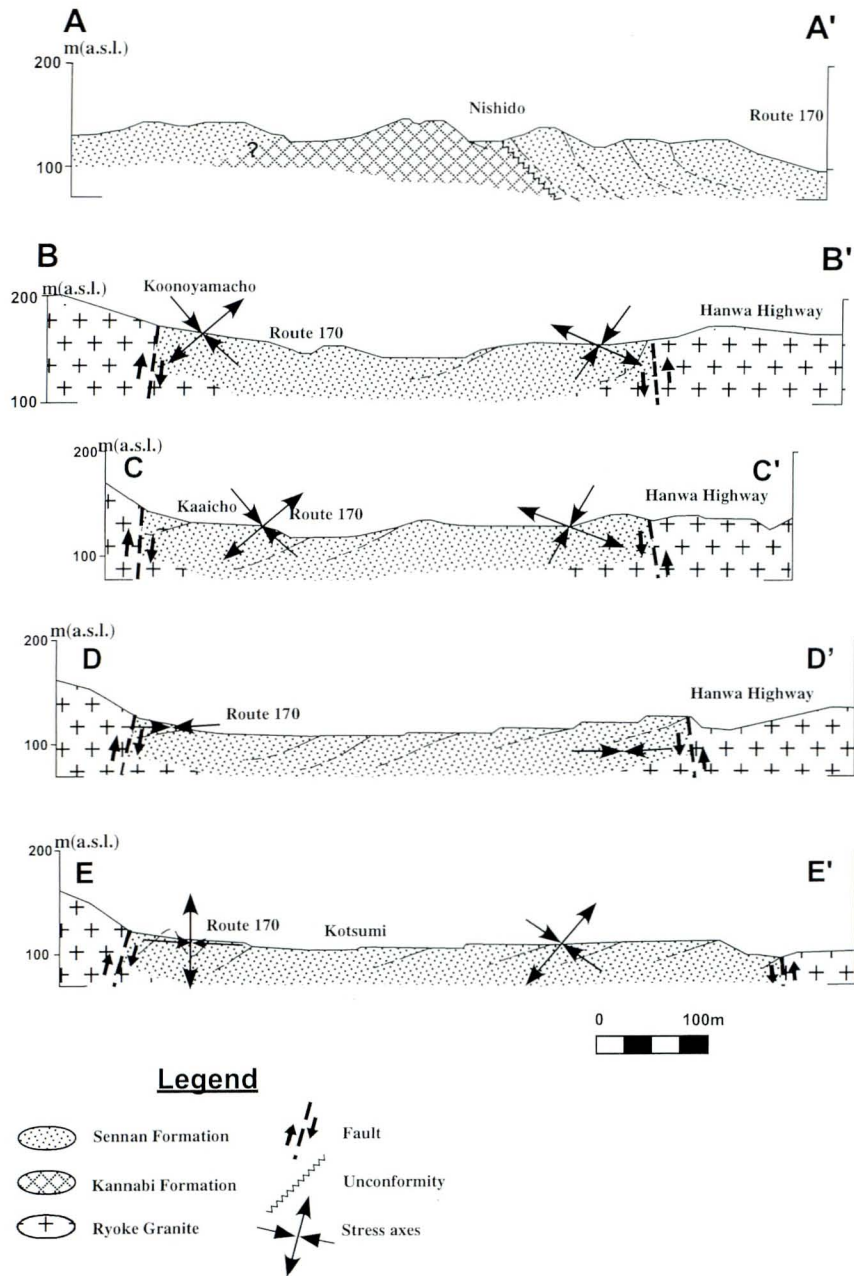 A A'
m(a.s.l.)
200
Nishido
Route 170
?
100
B B'
m(a.s.l.)
200
Koonoyamacho
Route 170
Hanwa Highway
100
m(a.s.l.)
200
C C'
Kaaicho
Route 170
Hanwa Highway
100
m(a.s.l.)
200
D D'
Route 170
Hanwa Highway
100
m(a.s.l.)
200
E E'
Route 170
Kotsumi
100
0 100m
Legend
Sennan Formation
Fault
Kannabi Formation
Unconformity
Ryoke Granite
Stress axes